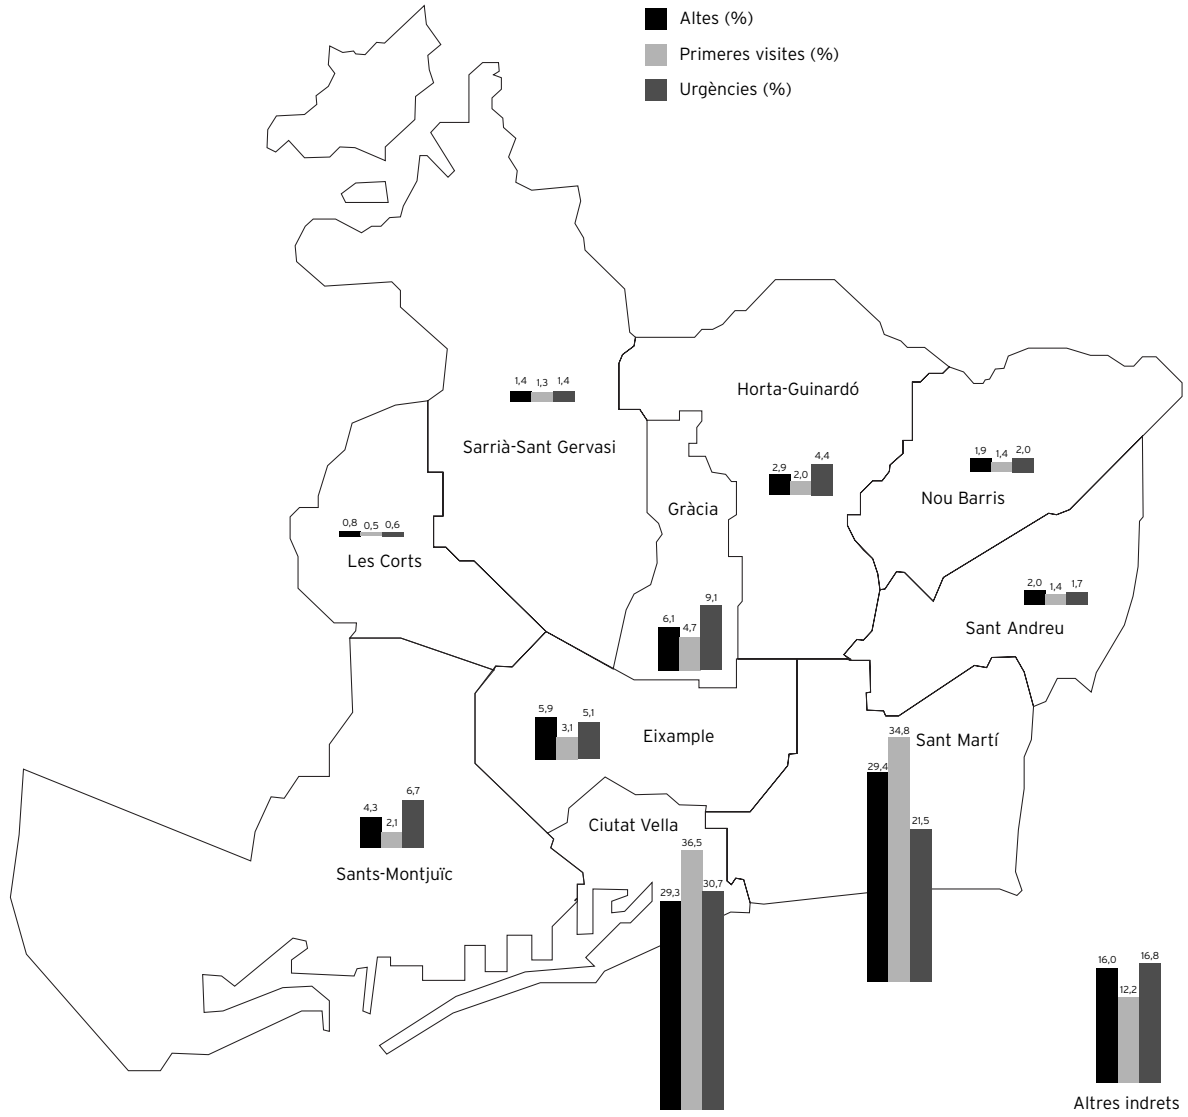 Altes (%)
Primeres visites (%)
Urgències (%)
1,4 1,3 1,4
Sarrià-Sant Gervasi
Horta-Guinardó
2,9 2,0 4,4
1,9 1,4 2,0
Nou Barris
Gràcia
6,1 4,7 9,1
0,8 0,5 0,6
Les Corts
2,0 1,4 1,7
Sant Andreu
5,9 3,1 5,1
Eixample
Sant Martí
29,4 34,8 21,5
4,3 2,1 6,7
Sants-Montjuïc
Ciutat Vella
29,3 36,5 30,7
16,0 12,2 16,8
Altres indrets